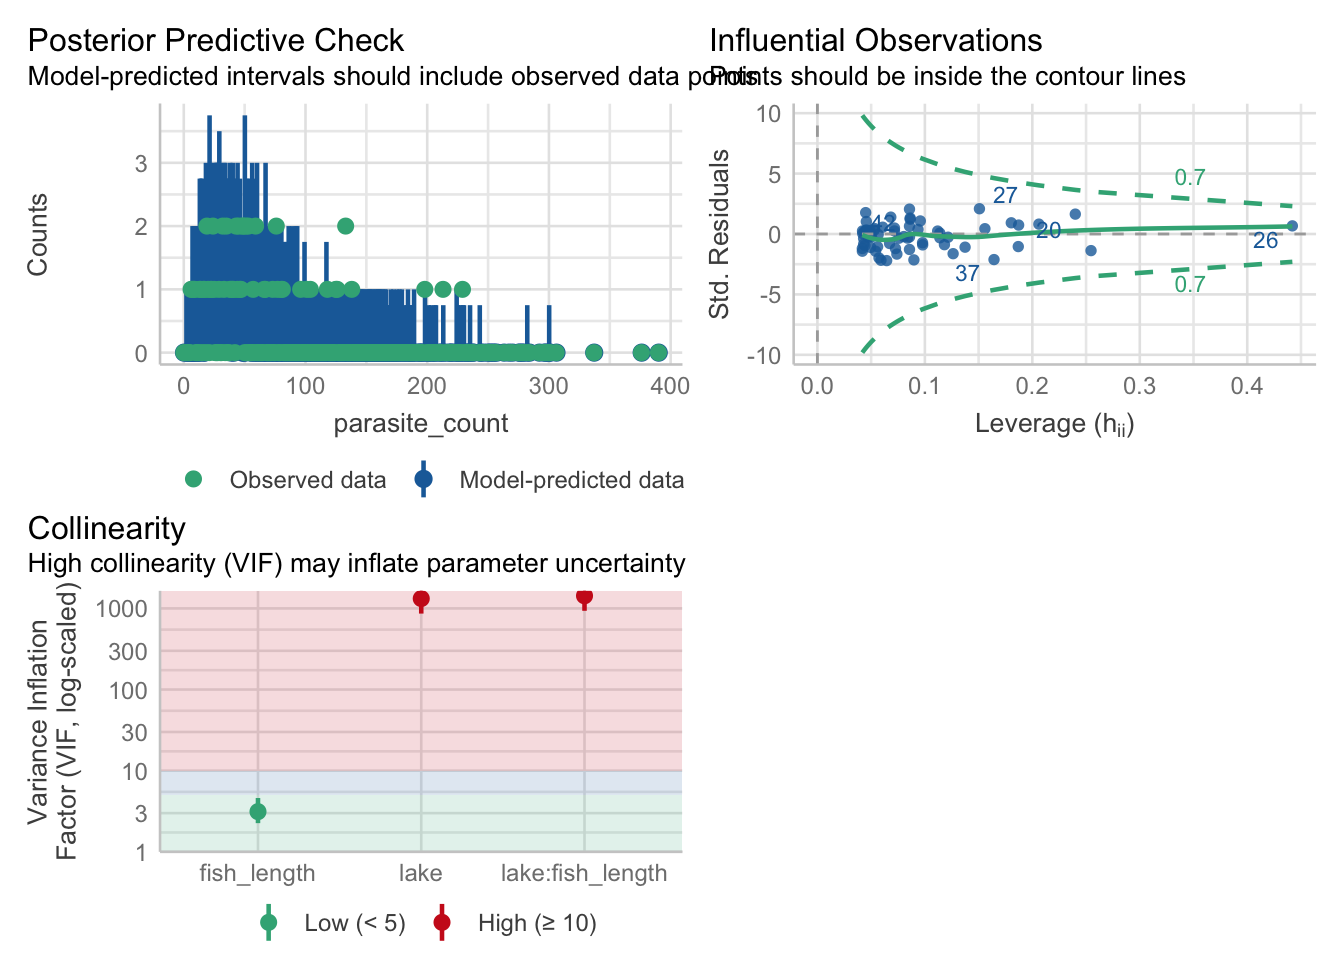 Posterior Predictive Check
Model-predicted intervals should include observed data points
Counts
3
2
1
0
0 100 200 300 400
parasite_count
Observed data Model-predicted data
Influential Observations
Points should be inside the contour lines
Std. Residuals
10
5
0
-5
-10
0.7
27
20
26
37
0.7
0.0 0.1 0.2 0.3 0.4
Leverage (hii)
Collinearity
High collinearity (VIF) may inflate parameter uncertainty
Variance Inflation
Factor (VIF, log-scaled)
1000
300
100
30
10
3
1
fish_length lake lake:fish_length
Low (< 5) High (≥ 10)